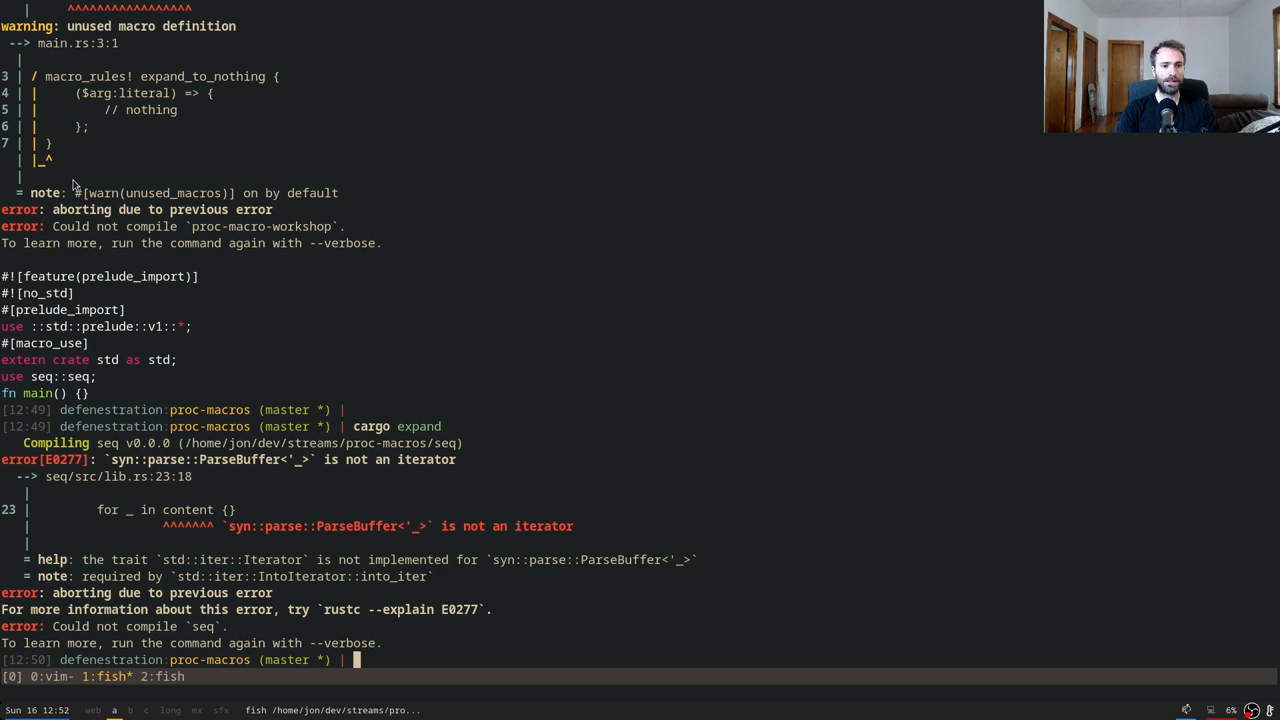 |     ^^^^^^^^^^^^^^^^^
warning: unused macro definition
 --> main.rs:3:1
  |
3 | / macro_rules! expand_to_nothing {
4 | |     ($arg:literal) => {
5 | |         // nothing
6 | |     };
7 | | }
  | |_^
  |
  = note: #[warn(unused_macros)] on by default
error: aborting due to previous error
error: Could not compile `proc-macro-workshop`.
To learn more, run the command again with --verbose.
#![feature(prelude_import)]
#![no_std]
#[prelude_import]
use ::std::prelude::v1::*;
#[macro_use]
extern crate std as std;
use seq::seq;
fn main() {}
[12:49] defenestration:proc-macros (master *) |
[12:49] defenestration:proc-macros (master *) | cargo expand
   Compiling seq v0.0.0 (/home/jon/dev/streams/proc-macros/seq)
error[E0277]: `syn::parse::ParseBuffer<'_>` is not an iterator
  --> seq/src/lib.rs:23:18
   |
23 |         for _ in content {}
   |                  ^^^^^^^ `syn::parse::ParseBuffer<'_>` is not an iterator
   |
   = help: the trait `std::iter::Iterator` is not implemented for `syn::parse::ParseBuffer<'_>`
   = note: required by `std::iter::IntoIterator::into_iter`
error: aborting due to previous error
For more information about this error, try `rustc --explain E0277`.
error: Could not compile `seq`.
To learn more, run the command again with --verbose.
[12:50] defenestration:proc-macros (master *) |
[0] 0:vim- 1:fish* 2:fish
Sun 16 12:52 web a b c long mx sfx fish /home/jon/dev/streams/pro... 6%